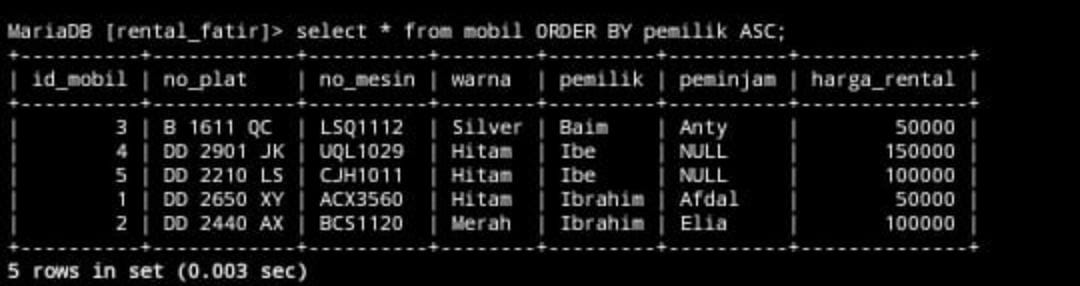 MariaDB [rental_fatir]> select * from mobil ORDER BY pemilik ASC;
+----------+------------+----------+--------+---------+----------+--------------+
| id_mobil | no_plat    | no_mesin | warna  | pemilik | peminjam | harga_rental |
+----------+------------+----------+--------+---------+----------+--------------+
|        3 | B 1611 QC  | LSQ1112  | Silver | Baim    | Anty     |        50000 |
|        4 | DD 2901 JK | UQL1029  | Hitam  | Ibe     | NULL     |       150000 |
|        5 | DD 2210 LS | CJH1011  | Hitam  | Ibe     | NULL     |       100000 |
|        1 | DD 2650 XY | ACX3560  | Hitam  | Ibrahim | Afdal    |        50000 |
|        2 | DD 2440 AX | BCS1120  | Merah  | Ibrahim | Elia     |       100000 |
+----------+------------+----------+--------+---------+----------+--------------+
5 rows in set (0.003 sec)